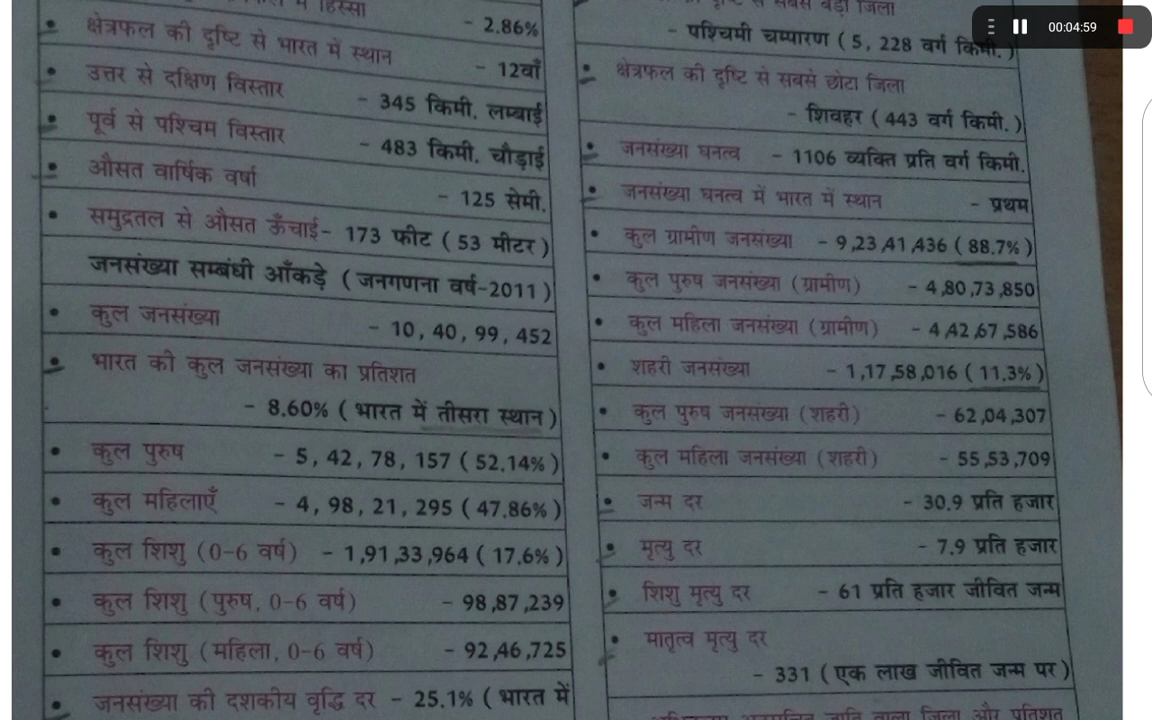 में हिस्सा
- 2.86%
• क्षेत्रफल की दृष्टि से भारत में स्थान
- 12वाँ
• उत्तर से दक्षिण विस्तार
- 345 किमी. लम्बाई
• पूर्व से पश्चिम विस्तार
- 483 किमी. चौड़ाई
• औसत वार्षिक वर्षा
- 125 सेमी.
• समुद्रतल से औसत ऊँचाई- 173 फीट ( 53 मीटर )
जनसंख्या सम्बंधी आँकड़े ( जनगणना वर्ष-2011 )
• कुल जनसंख्या - 10, 40, 99, 452
• भारत की कुल जनसंख्या का प्रतिशत
- 8.60% ( भारत में तीसरा स्थान )
• कुल पुरुष - 5, 42, 78, 157 ( 52.14% )
• कुल महिलाएँ - 4, 98, 21, 295 ( 47.86% )
• कुल शिशु (0-6 वर्ष) - 1,91,33,964 ( 17.6% )
• कुल शिशु (पुरुष, 0-6 वर्ष) - 98,87,239
• कुल शिशु (महिला, 0-6 वर्ष) - 92,46,725
• जनसंख्या की दशकीय वृद्धि दर - 25.1% ( भारत में
से सबसे बड़ा जिला
- पश्चिमी चम्पारण ( 5, 228 वर्ग किमी. )
• क्षेत्रफल की दृष्टि से सबसे छोटा जिला
- शिवहर ( 443 वर्ग किमी. )
• जनसंख्या घनत्व - 1106 व्यक्ति प्रति वर्ग किमी.
• जनसंख्या घनत्व में भारत में स्थान - प्रथम
• कुल ग्रामीण जनसंख्या - 9,23,41,436 ( 88.7% )
• कुल पुरुष जनसंख्या (ग्रामीण) - 4,80,73,850
• कुल महिला जनसंख्या (ग्रामीण) - 4,42,67,586
• शहरी जनसंख्या - 1,17,58,016 ( 11.3% )
• कुल पुरुष जनसंख्या (शहरी) - 62,04,307
• कुल महिला जनसंख्या (शहरी) - 55,53,709
• जन्म दर - 30.9 प्रति हजार
• मृत्यु दर - 7.9 प्रति हजार
• शिशु मृत्यु दर - 61 प्रति हजार जीवित जन्म
• मातृत्व मृत्यु दर
- 331 ( एक लाख जीवित जन्म पर )
जाति वाला जिला और प्रतिशत
00:04:59